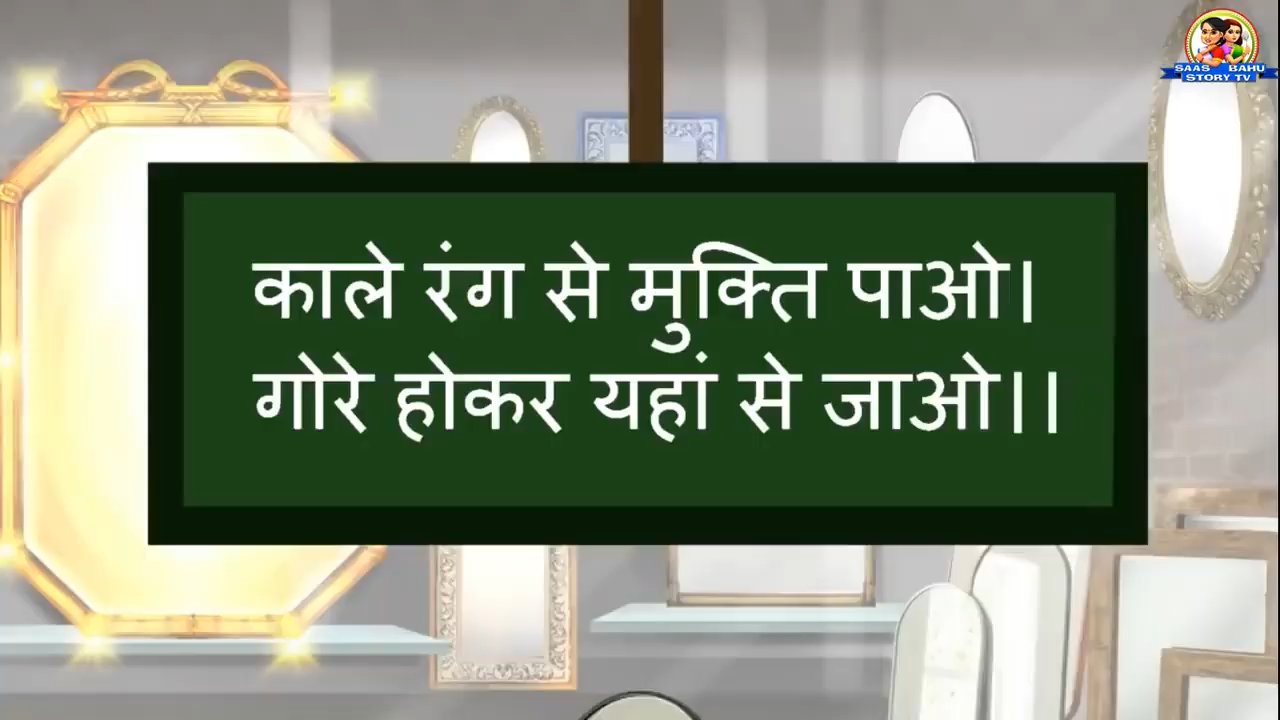 SAAS BAHU
STORY TV
काले रंग से मुक्ति पाओ।
गोरे होकर यहां से जाओ।।